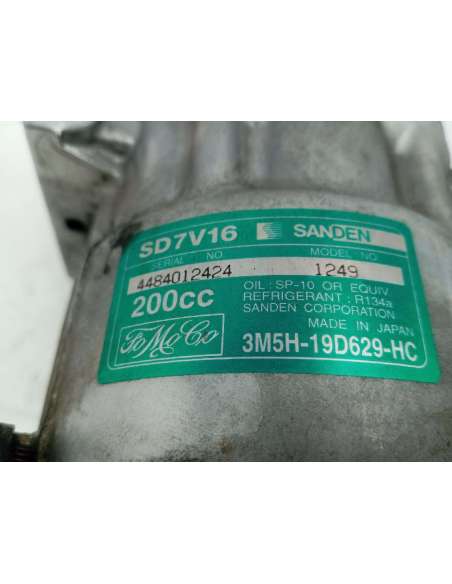 SD7V16 SANDEN
SERIAL NO MODEL NO
4484012424 1249
200CC OIL : SP-10 OR EQUIV.
REFRIGERANT : R134a
SANDEN CORPORATION
MADE IN JAPAN
FoMoCo 3M5H-19D629-HC